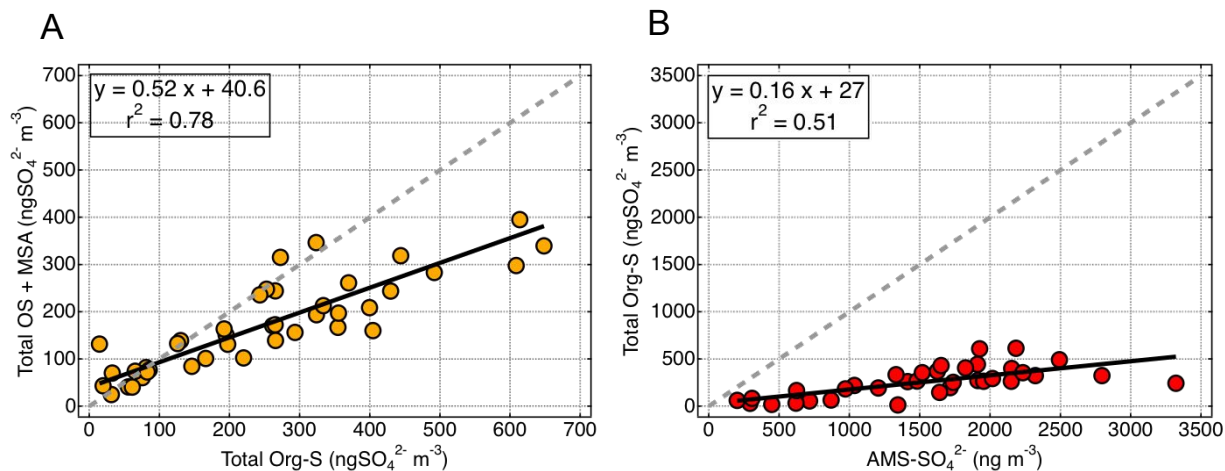 A
B
y = 0.52 x + 40.6
r² = 0.78
700
600
500
400
300
200
100
0
Total OS + MSA (ngSO₄²⁻ m⁻³)
0 100 200 300 400 500 600 700
Total Org-S (ngSO₄²⁻ m⁻³)
y = 0.16 x + 27
r² = 0.51
3500
3000
2500
2000
1500
1000
500
0
Total Org-S (ngSO₄²⁻ m⁻³)
0 500 1000 1500 2000 2500 3000 3500
AMS-SO₄²⁻ (ng m⁻³)